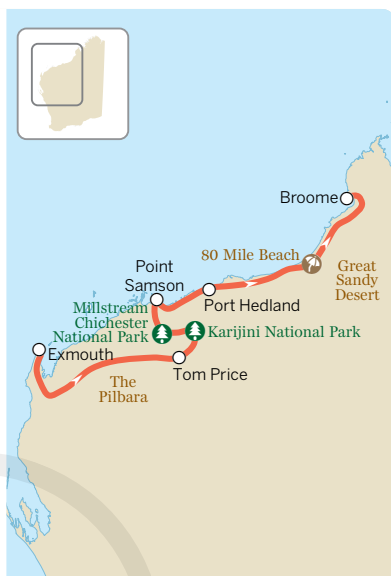 Broome
80 Mile Beach
Great
Sandy
Desert
Point
Samson
Port Hedland
Millstream
Chichester
National Park
Karijini National Park
Exmouth
Tom Price
The
Pilbara